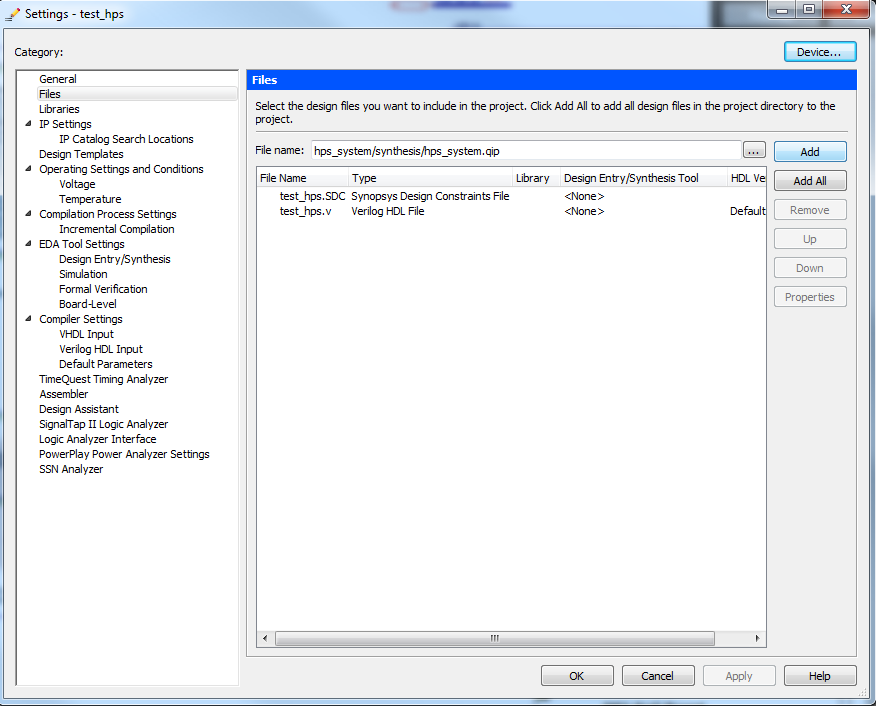 Settings - test_hps
Category:
Device...
General
Files
Libraries
IP Settings
IP Catalog Search Locations
Design Templates
Operating Settings and Conditions
Voltage
Temperature
Compilation Process Settings
Incremental Compilation
EDA Tool Settings
Design Entry/Synthesis
Simulation
Formal Verification
Board-Level
Compiler Settings
VHDL Input
Verilog HDL Input
Default Parameters
TimeQuest Timing Analyzer
Assembler
Design Assistant
SignalTap II Logic Analyzer
Logic Analyzer Interface
PowerPlay Power Analyzer Settings
SSN Analyzer
Files
Select the design files you want to include in the project. Click Add All to add all design files in the project directory to the
project.
File name: hps_system/synthesis/hps_system.qip ... Add
File Name Type Library Design Entry/Synthesis Tool HDL Ve
test_hps.SDC Synopsys Design Constraints File <None>
test_hps.v Verilog HDL File <None> Default
Add All
Remove
Up
Down
Properties
OK Cancel Apply Help